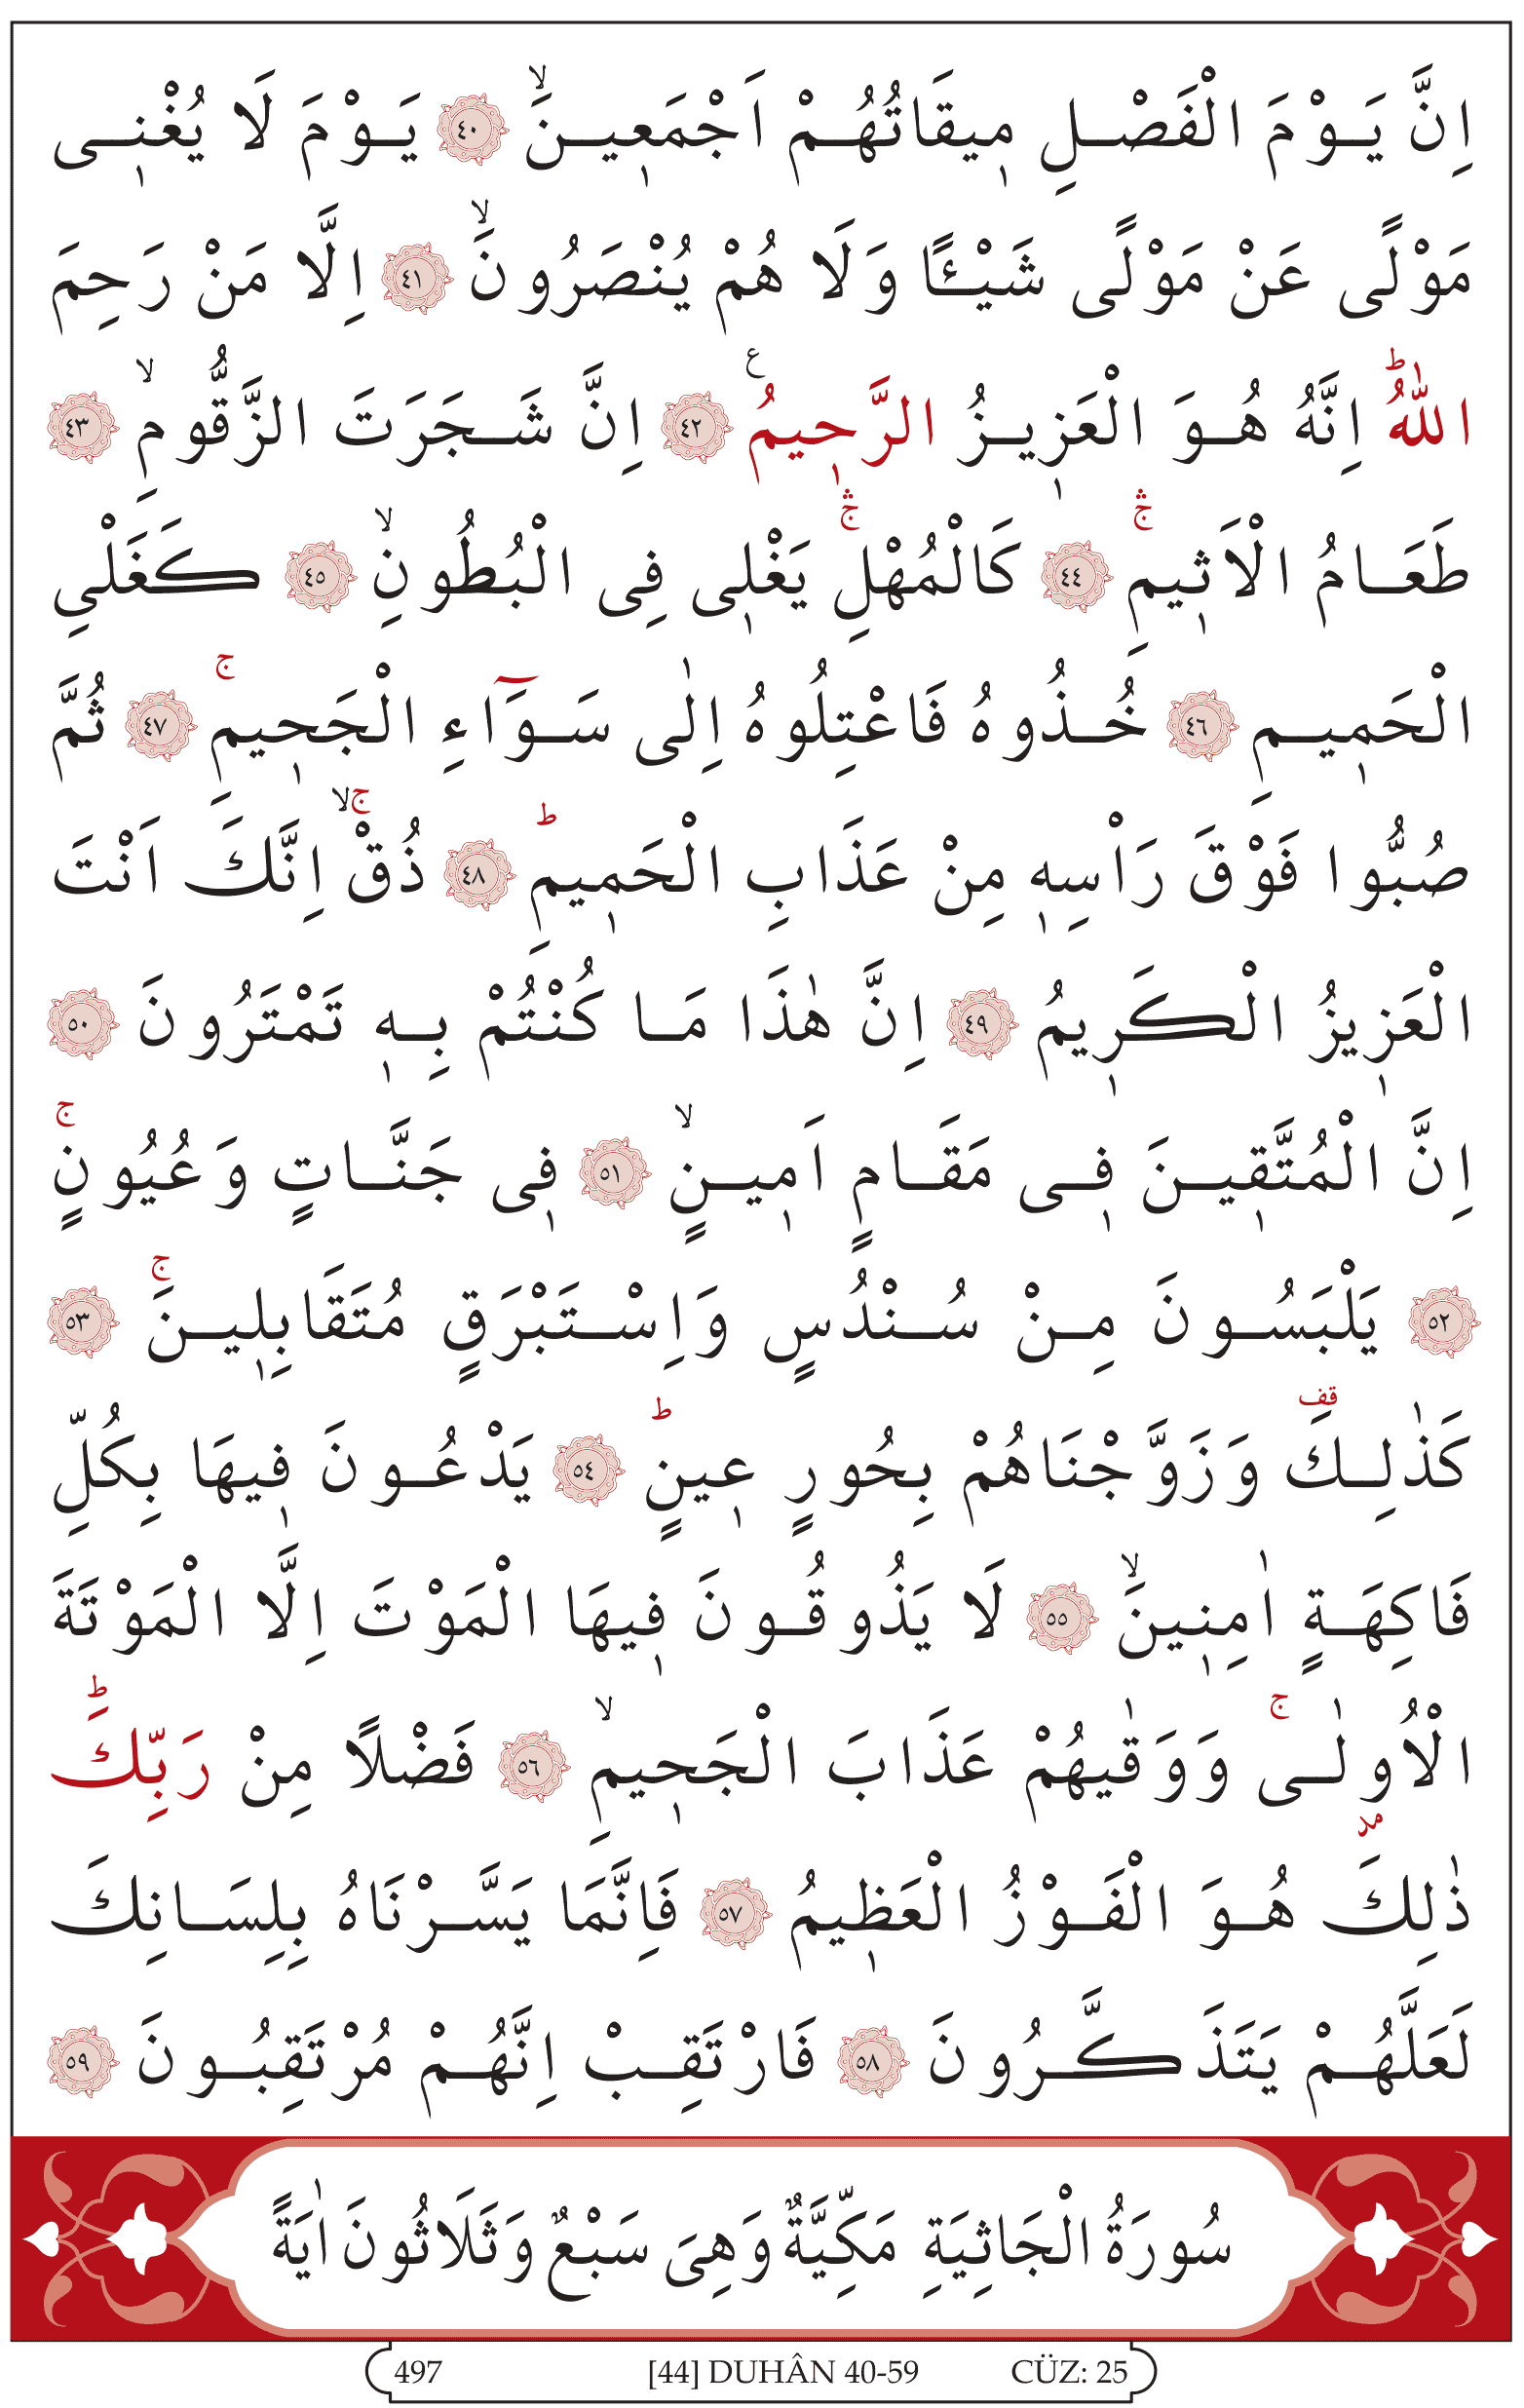 اِنَّ يَوْمَ الْفَصْلِ م۪يقَاتُهُمْ اَجْمَع۪ينَۙ ﴿٤٠﴾ يَوْمَ لَا يُغْن۪ى
مَوْلًى عَنْ مَوْلًى شَيْـًٔا وَلَا هُمْ يُنْصَرُونَۙ ﴿٤١﴾ اِلَّا مَنْ رَحِمَ
اللّٰهُۜ اِنَّهُ هُوَ الْعَز۪يزُ الرَّح۪يمُ۟ ﴿٤٢﴾ اِنَّ شَجَرَتَ الزَّقُّومِۙ ﴿٤٣﴾
طَعَامُ الْاَث۪يمِۚۛ ﴿٤٤﴾ كَالْمُهْلِۚۛ يَغْل۪ى فِى الْبُطُونِۙ ﴿٤٥﴾ كَغَلْىِ
الْحَم۪يمِ ﴿٤٦﴾ خُذُوهُ فَاعْتِلُوهُ اِلٰى سَوَٓاءِ الْجَح۪يمِۚ ﴿٤٧﴾ ثُمَّ
صُبُّوا فَوْقَ رَاْسِه۪ مِنْ عَذَابِ الْحَم۪يمِۜ ﴿٤٨﴾ ذُقْۚۙ اِنَّكَ اَنْتَ
الْعَز۪يزُ الْكَر۪يمُ ﴿٤٩﴾ اِنَّ هٰذَا مَا كُنْتُمْ بِه۪ تَمْتَرُونَ ﴿٥٠﴾
اِنَّ الْمُتَّق۪ينَ ف۪ى مَقَامٍ اَم۪ينٍۙ ﴿٥١﴾ ف۪ى جَنَّاتٍ وَعُيُونٍۚ
﴿٥٢﴾ يَلْبَسُونَ مِنْ سُنْدُسٍ وَاِسْتَبْرَقٍ مُتَقَابِل۪ينَۚ ﴿٥٣﴾
كَذٰلِكَ۠ قف وَزَوَّجْنَاهُمْ بِحُورٍ ع۪ينٍۜ ﴿٥٤﴾ يَدْعُونَ ف۪يهَا بِكُلِّ
فَاكِهَةٍ اٰمِن۪ينَۙ ﴿٥٥﴾ لَا يَذُوقُونَ ف۪يهَا الْمَوْتَ اِلَّا الْمَوْتَةَ
الْاُو۫لٰىۚ وَوَقٰيهُمْ عَذَابَ الْجَح۪يمِۙ ﴿٥٦﴾ فَضْلًا مِنْ رَبِّكَۜ
ذٰلِكَ هُوَ الْفَوْزُ الْعَظ۪يمُ ﴿٥٧﴾ فَاِنَّمَا يَسَّرْنَاهُ بِلِسَانِكَ
لَعَلَّهُمْ يَتَذَكَّرُونَ ﴿٥٨﴾ فَارْتَقِبْ اِنَّهُمْ مُرْتَقِبُونَ ﴿٥٩﴾
سُورَةُ الْجَاثِيَةِ مَكِّيَّةٌ وَهِىَ سَبْعٌ وَثَلَاثُونَ اٰيَةً
497 [44] DUHÂN 40-59 CÜZ: 25